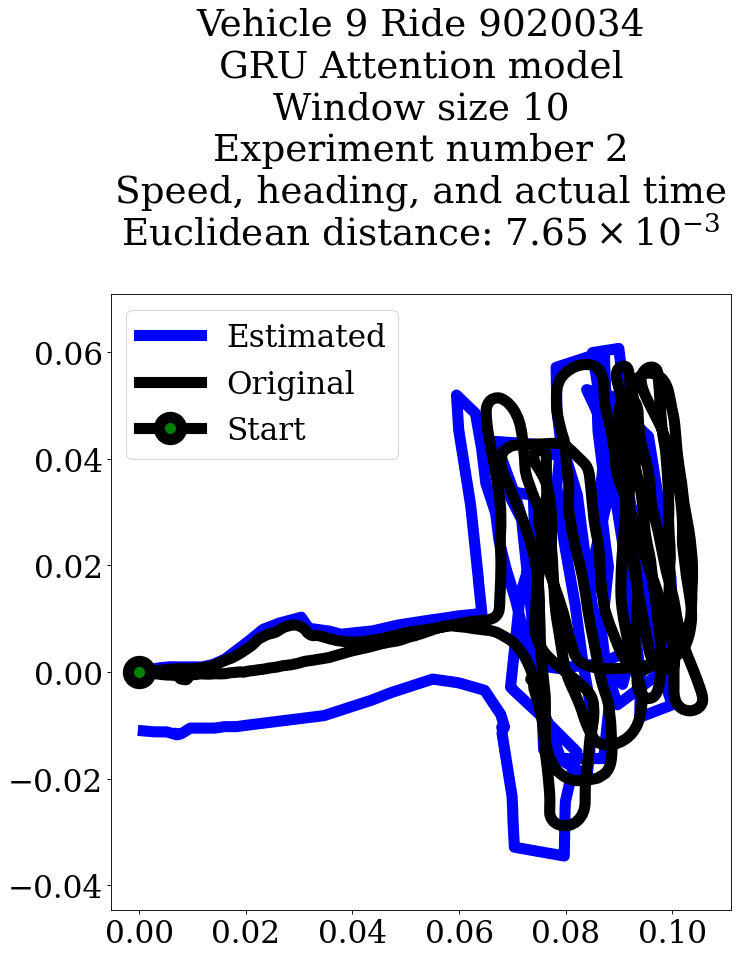 Vehicle 9 Ride 9020034
GRU Attention model
Window size 10
Experiment number 2
Speed, heading, and actual time
Euclidean distance: 7.65 × 10⁻³
Estimated
Original
Start
0.06
0.04
0.02
0.00
−0.02
−0.04
0.00 0.02 0.04 0.06 0.08 0.10